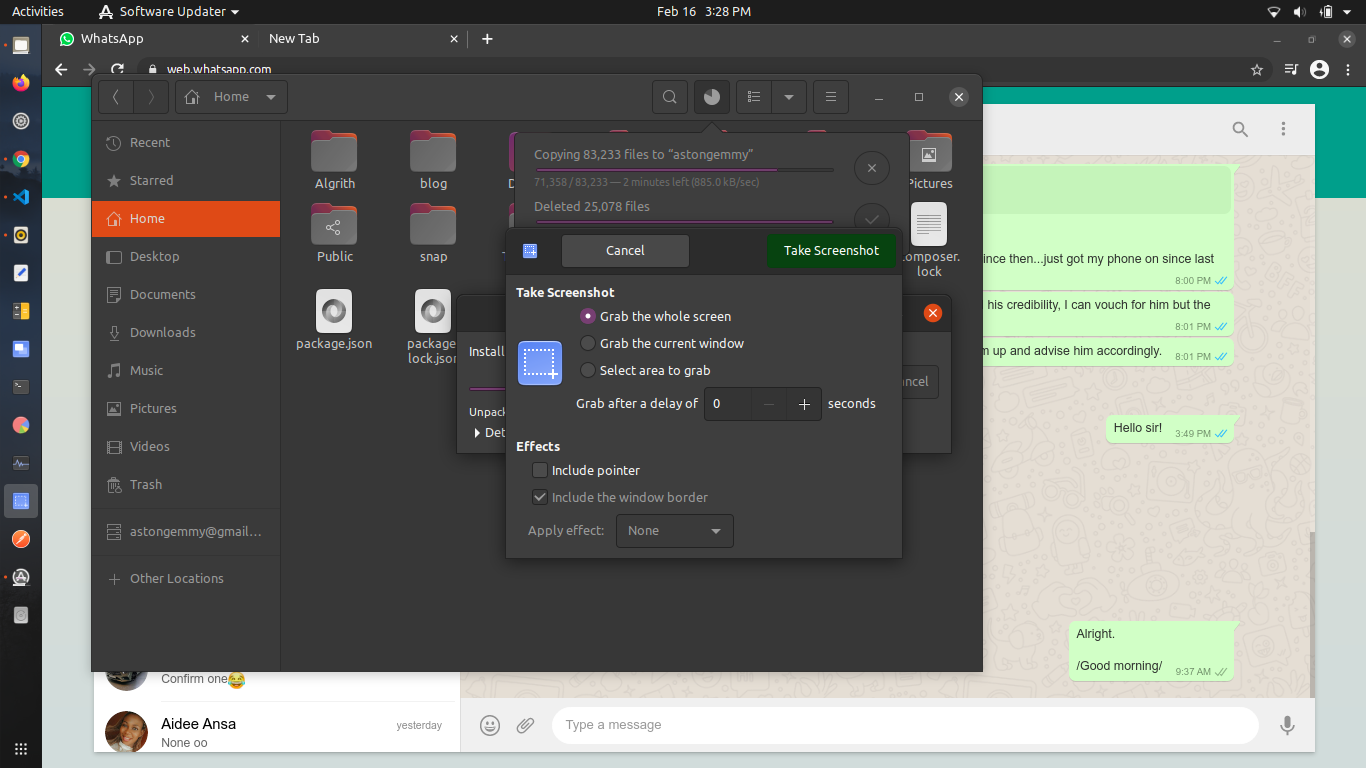 Activities
Software Updater
Feb 16 3:28 PM
WhatsApp
New Tab
web.whatsapp.com
Home
Recent
Starred
Home
Desktop
Documents
Downloads
Music
Pictures
Videos
Trash
astongemmy@gmail…
Other Locations
Algrith
blog
Pictures
Public
snap
lock
package.json
package
lock.json
Copying 83,233 files to “astongemmy”
71,358 / 83,233 — 2 minutes left (885.0 kB/sec)
Deleted 25,078 files
Cancel
Take Screenshot
Take Screenshot
Grab the whole screen
Grab the current window
Select area to grab
Grab after a delay of 0 seconds
Effects
Include pointer
Include the window border
Apply effect: None
Install
Unpack
Det
ince then...just got my phone on since last
8:00 PM
his credibility, I can vouch for him but the
8:01 PM
m up and advise him accordingly.
8:01 PM
Hello sir!
3:49 PM
Alright.
/Good morning/
9:37 AM
Confirm one😂
Aidee Ansa
yesterday
None oo
Type a message